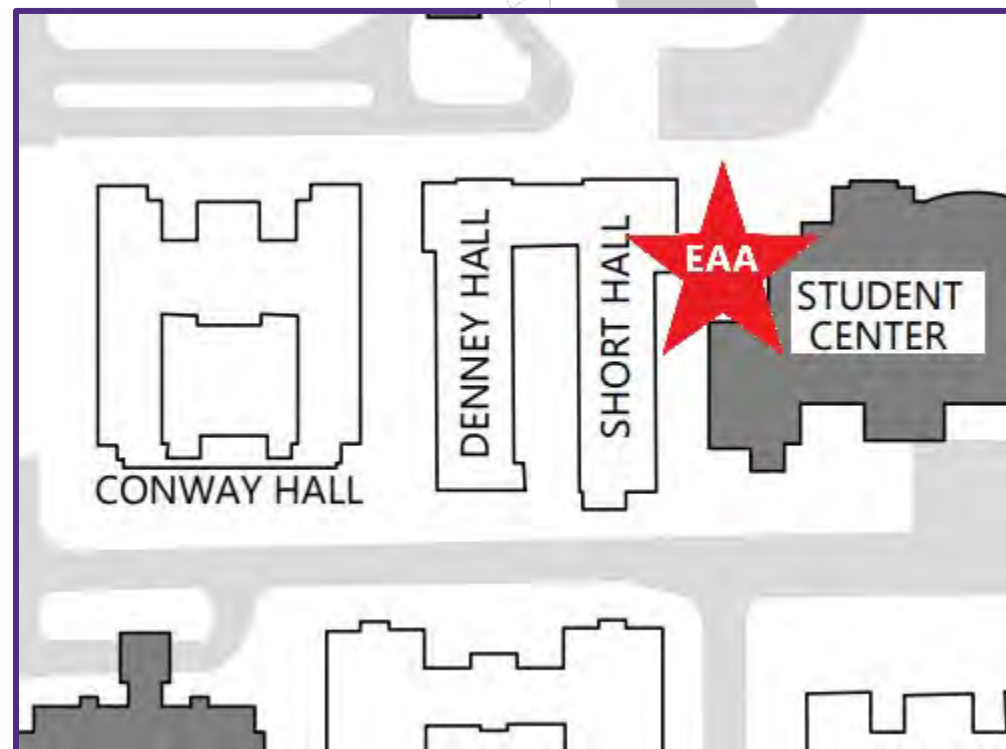 DENNEY HALL
SHORT HALL
EAA
STUDENT
CENTER
CONWAY HALL